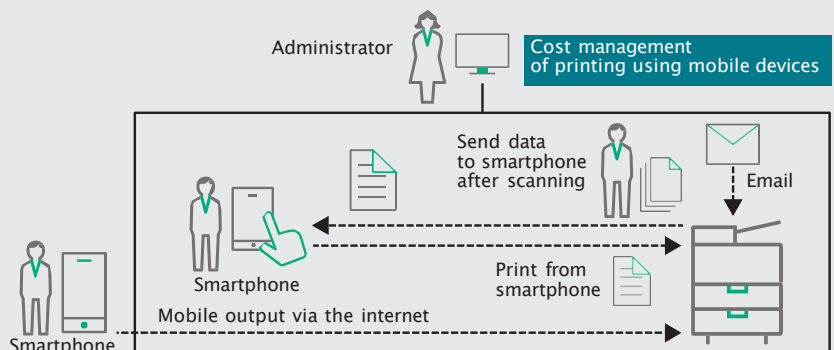 Administrator
Cost management
of printing using mobile devices
Send data
to smartphone
after scanning
Email
Smartphone
Print from
smartphone
Mobile output via the internet
Smartphone